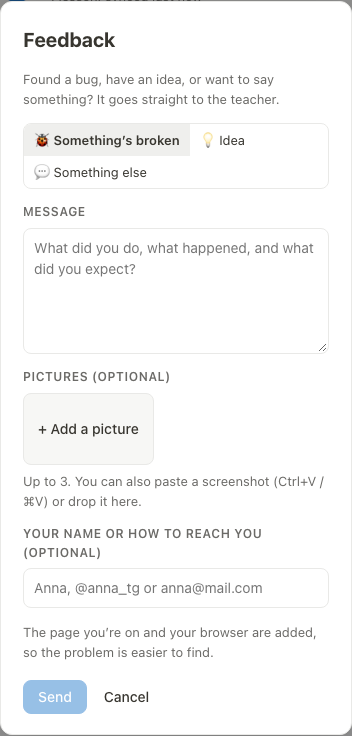 Feedback
Found a bug, have an idea, or want to say
something? It goes straight to the teacher.
🐞 Something’s broken
💡 Idea
💬 Something else
MESSAGE
What did you do, what happened, and what
did you expect?
PICTURES (OPTIONAL)
+ Add a picture
Up to 3. You can also paste a screenshot (Ctrl+V /
⌘V) or drop it here.
YOUR NAME OR HOW TO REACH YOU
(OPTIONAL)
Anna, @anna_tg or anna@mail.com
The page you’re on and your browser are added,
so the problem is easier to find.
Send
Cancel